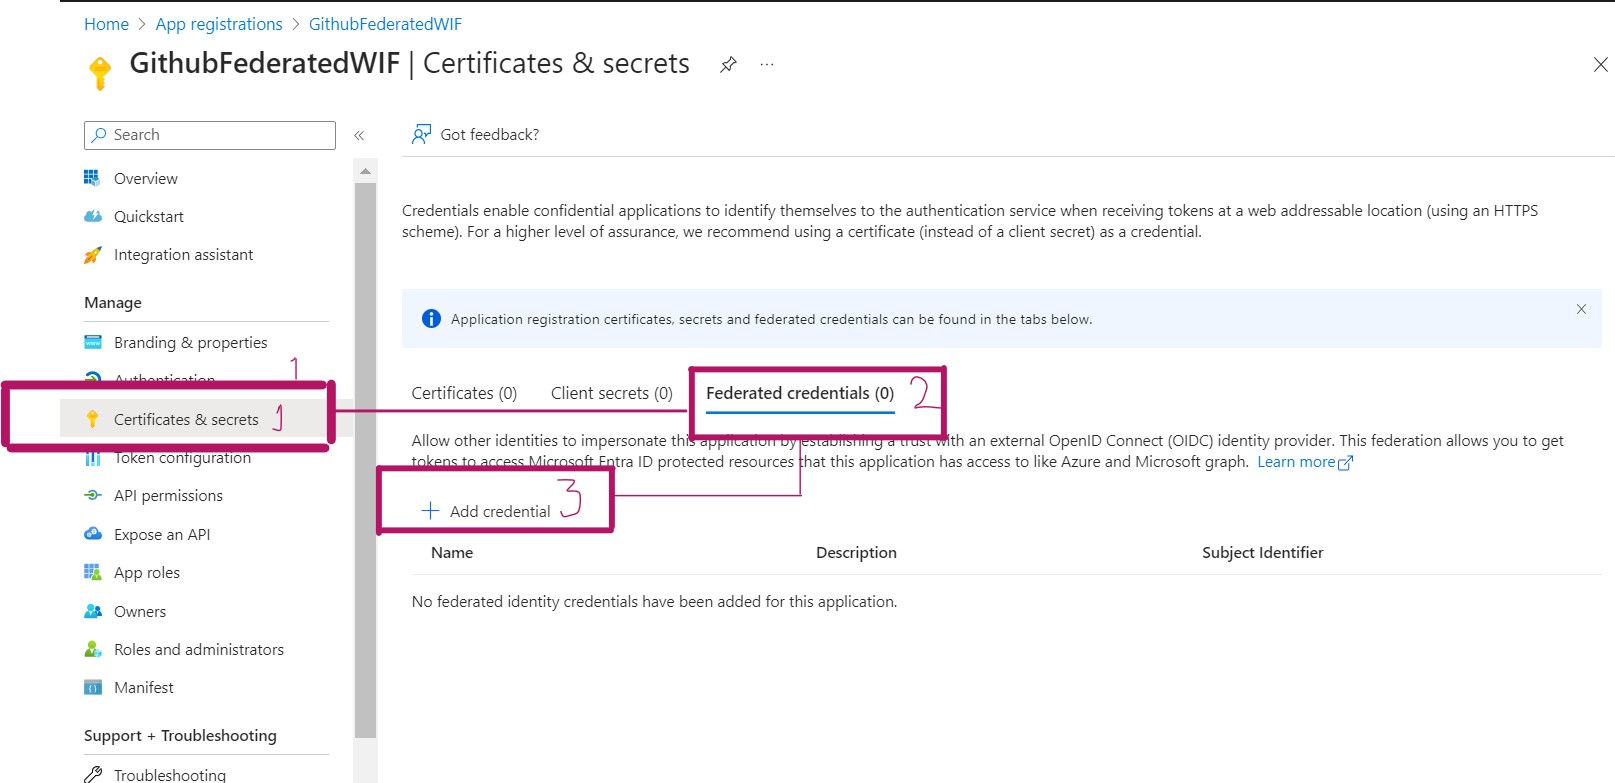 Home > App registrations > GithubFederatedWIF
GithubFederatedWIF | Certificates & secrets ...
Search
«
Got feedback?
Overview
Quickstart
Integration assistant
Manage
Branding & properties
Authentication
1
Certificates & secrets 1
Token configuration
API permissions
Expose an API
App roles
Owners
Roles and administrators
Manifest
Support + Troubleshooting
Troubleshooting
Credentials enable confidential applications to identify themselves to the authentication service when receiving tokens at a web addressable location (using an HTTPS
scheme). For a higher level of assurance, we recommend using a certificate (instead of a client secret) as a credential.
Application registration certificates, secrets and federated credentials can be found in the tabs below.
Certificates (0) Client secrets (0) Federated credentials (0) 2
Allow other identities to impersonate this application by establishing a trust with an external OpenID Connect (OIDC) identity provider. This federation allows you to get
tokens to access Microsoft Entra ID protected resources that this application has access to like Azure and Microsoft graph. Learn more
+ Add credential 3
Name Description Subject Identifier
No federated identity credentials have been added for this application.